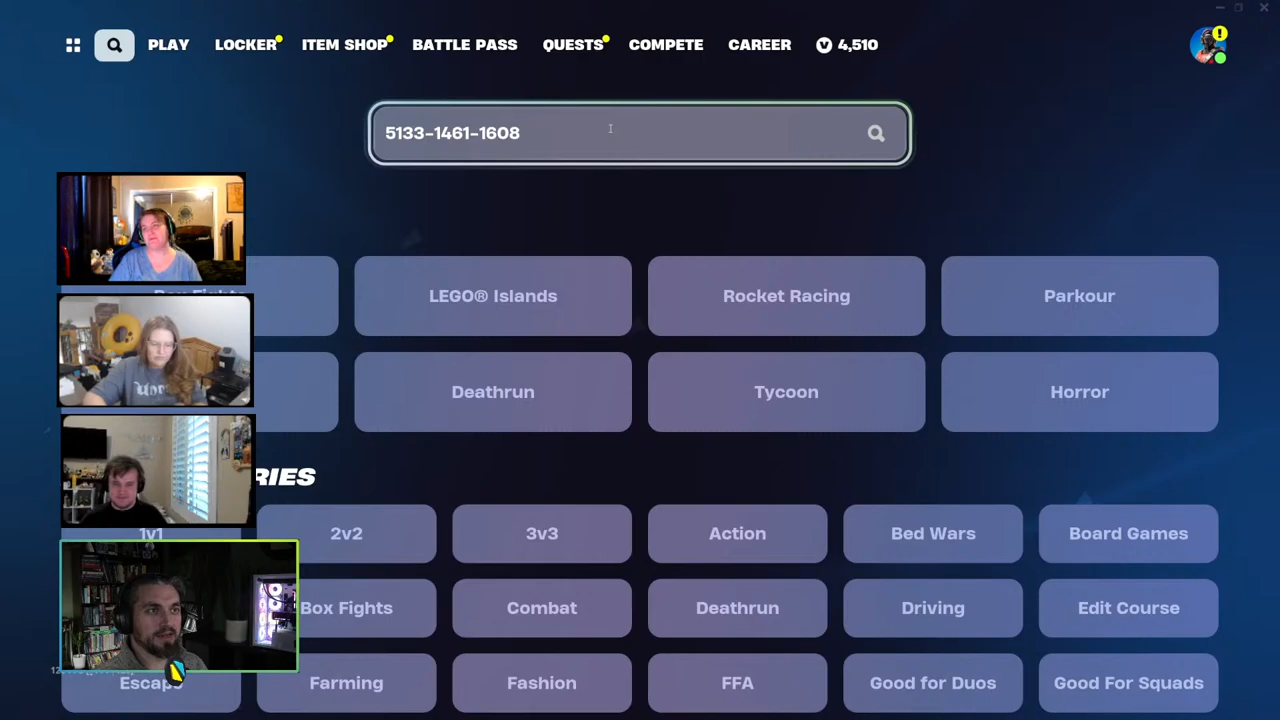 PLAY LOCKER ITEM SHOP BATTLE PASS QUESTS COMPETE CAREER 4,510
5133-1461-1608
LEGO® Islands Rocket Racing Parkour
Deathrun Tycoon Horror
RIES
1v1 2v2 3v3 Action Bed Wars Board Games
Box Fights Combat Deathrun Driving Edit Course
Escape Farming Fashion FFA Good for Duos Good For Squads